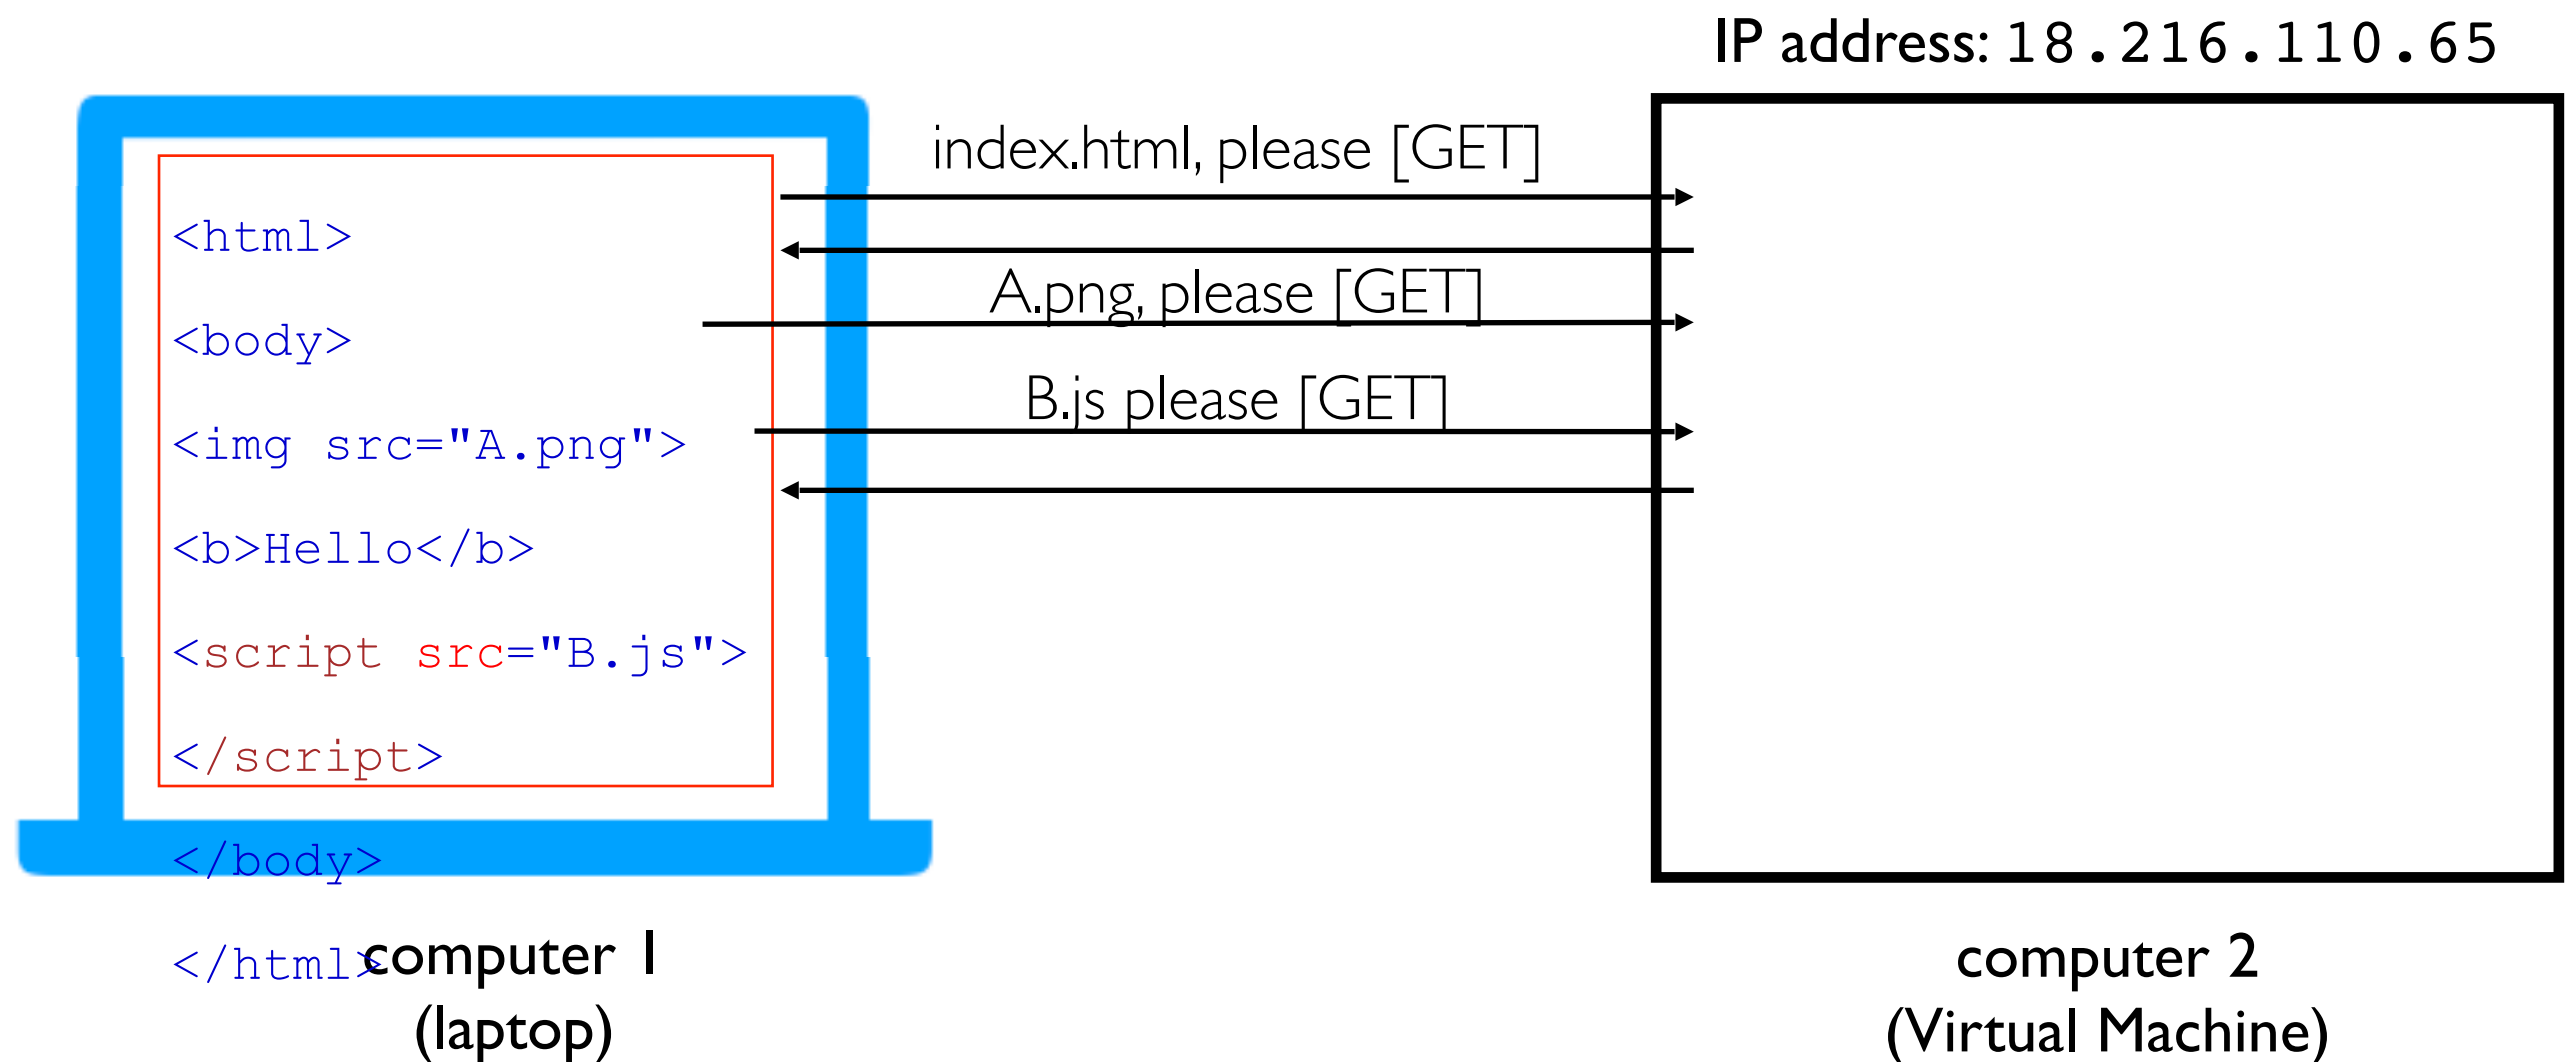 IP address: 18.216.110.65
index.html, please [GET]
A.png, please [GET]
B.js please [GET]
<html>
<body>
<img src="A.png">
<b>Hello</b>
<script src="B.js">
</script>
</body>
</html>
computer 1
(laptop)
computer 2
(Virtual Machine)